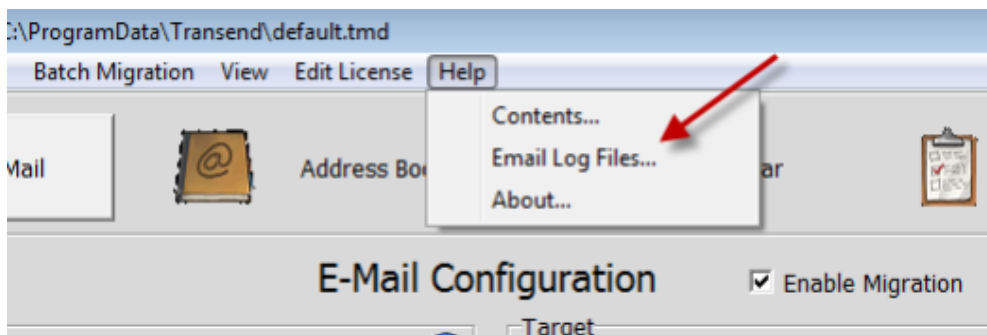 :\ProgramData\Transend\default.tmd
Batch Migration View Edit License Help
Contents...
Email Log Files...
About...
Mail Address Bo ar
E-Mail Configuration Enable Migration
Target